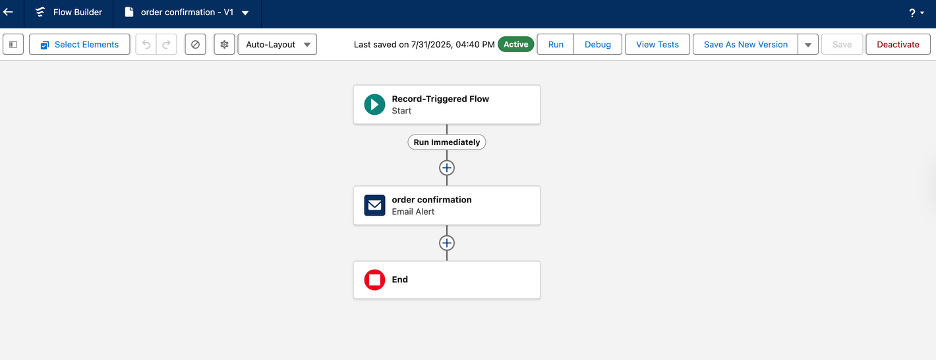 Flow Builder
order confirmation - V1
?
Select Elements
Auto-Layout
Last saved on 7/31/2025, 04:40 PM
Active
Run
Debug
View Tests
Save As New Version
Save
Deactivate
Record-Triggered Flow
Start
Run Immediately
order confirmation
Email Alert
End